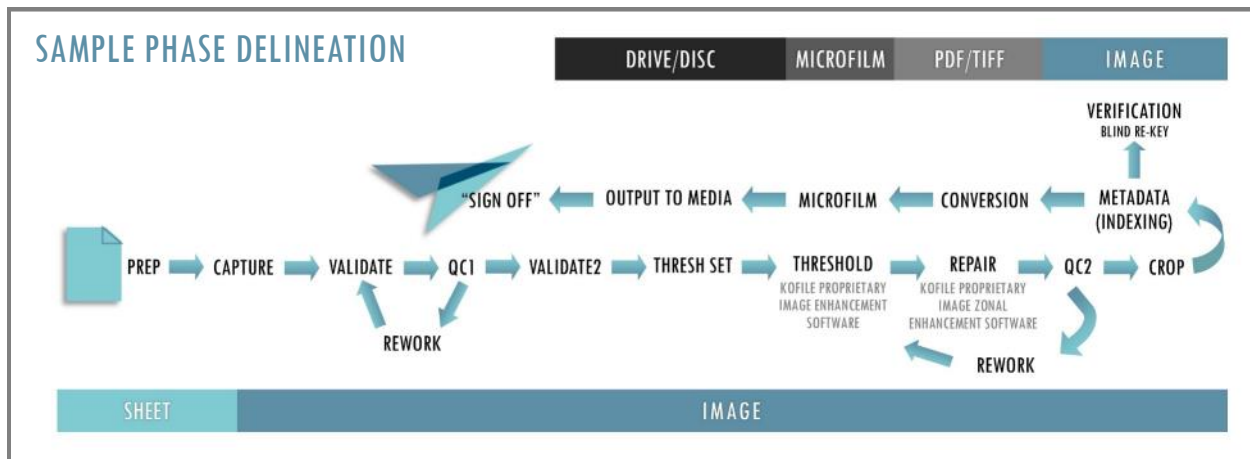 SAMPLE PHASE DELINEATION
DRIVE/DISC MICROFILM PDF/TIFF IMAGE
VERIFICATION
BLIND RE-KEY
"SIGN OFF" OUTPUT TO MEDIA MICROFILM CONVERSION METADATA
(INDEXING)
PREP CAPTURE VALIDATE QC1 VALIDATE2 THRESH SET THRESHOLD REPAIR QC2 CROP
KOFILE PROPRIETARY
IMAGE ENHANCEMENT
SOFTWARE
KOFILE PROPRIETARY
IMAGE ZONAL
ENHANCEMENT SOFTWARE
REWORK
REWORK
SHEET IMAGE